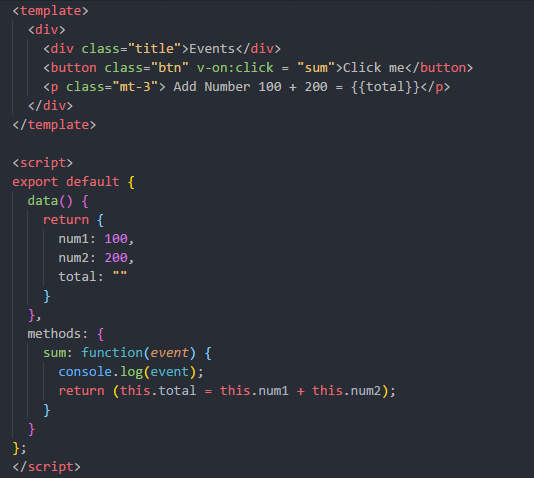 <template>
  <div>
    <div class="title">Events</div>
    <button class="btn" v-on:click = "sum">Click me</button>
    <p class="mt-3"> Add Number 100 + 200 = {{total}}</p>
  </div>
</template>

<script>
export default {
  data() {
    return {
      num1: 100,
      num2: 200,
      total: ""
    }
  },
  methods: {
    sum: function(event) {
      console.log(event);
      return (this.total = this.num1 + this.num2);
    }
  }
};
</script>